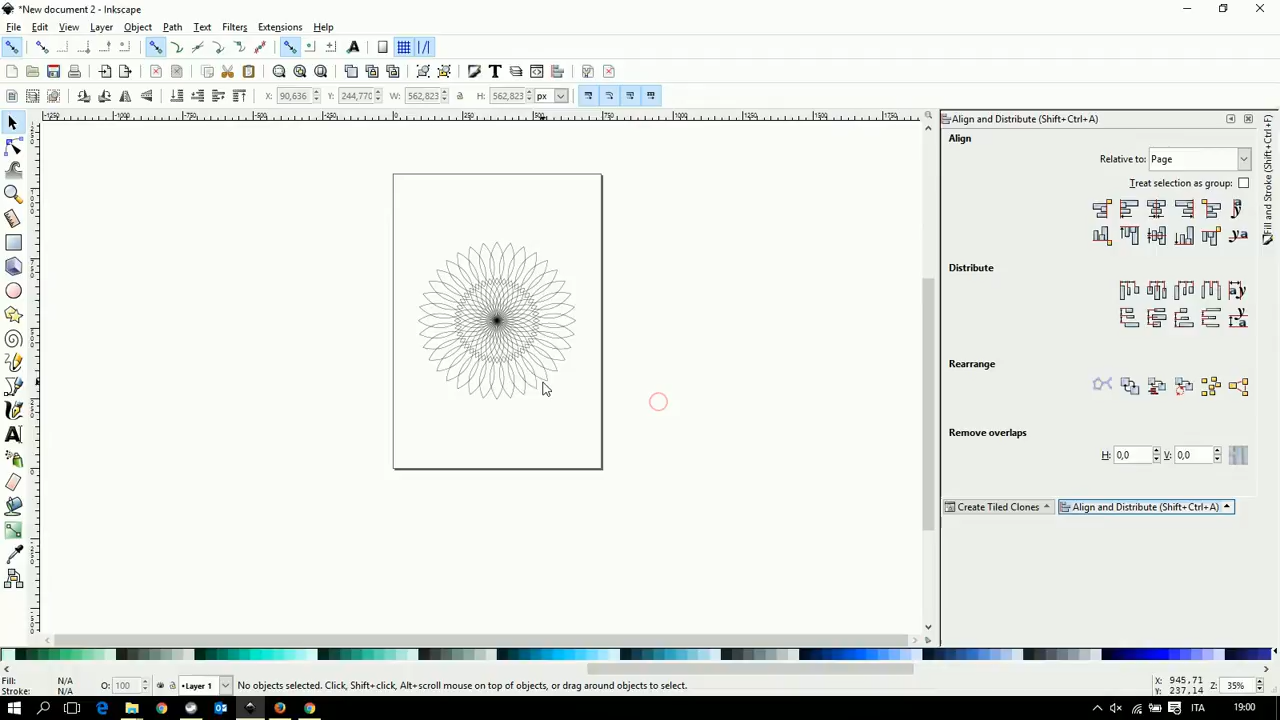 *New document 2 - Inkscape
File Edit View Layer Object Path Text Filters Extensions Help
X: 90,636 Y: 244,770 W: 562,823 H: 562,823 px
Align and Distribute (Shift+Ctrl+A)
Align
Relative to: Page
Treat selection as group:
Distribute
Rearrange
Remove overlaps
H: 0,0 V: 0,0
Create Tiled Clones Align and Distribute (Shift+Ctrl+A)
Fill and Stroke (Shift+Ctrl+F)
Fill: N/A
Stroke: N/A
O: 100
•Layer 1
No objects selected. Click, Shift+click, Alt+scroll mouse on top of objects, or drag around objects to select.
X: 945,71
Y: 237,14
Z: 35%
ITA 19:00